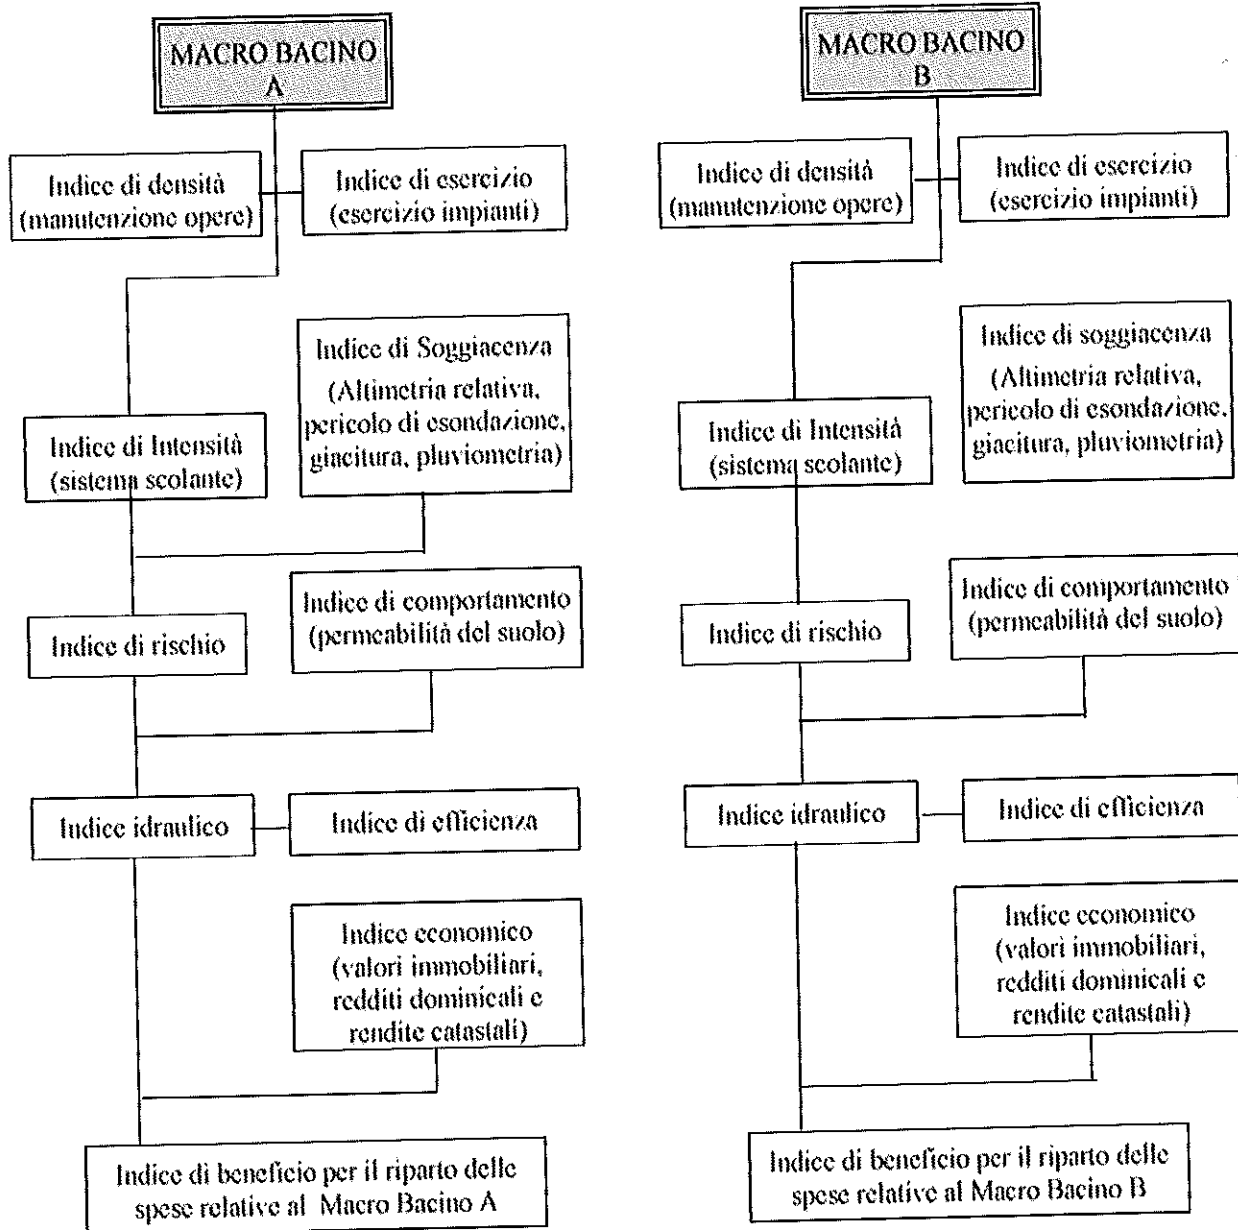 MACRO BACINO
A
Indice di densità
(manutenzione opere)
Indice di esercizio
(esercizio impianti)
Indice di Soggiacenza
(Altimetria relativa,
pericolo di esondazione,
giacitura, pluviometria)
Indice di Intensità
(sistema scolante)
Indice di comportamento
(permeabilità del suolo)
Indice di rischio
Indice idraulico
Indice di efficienza
Indice economico
(valori immobiliari,
redditi dominicali e
rendite catastali)
Indice di beneficio per il riparto delle
spese relative al Macro Bacino A
MACRO BACINO
B
Indice di densità
(manutenzione opere)
Indice di esercizio
(esercizio impianti)
Indice di soggiacenza
(Altimetria relativa,
pericolo di esondazione,
giacitura, pluviometria)
Indice di Intensità
(sistema scolante)
Indice di comportamento
(permeabilità del suolo)
Indice di rischio
Indice idraulico
Indice di efficienza
Indice economico
(valori immobiliari,
redditi dominicali e
rendite catastali)
Indice di beneficio per il riparto delle
spese relative al Macro Bacino B